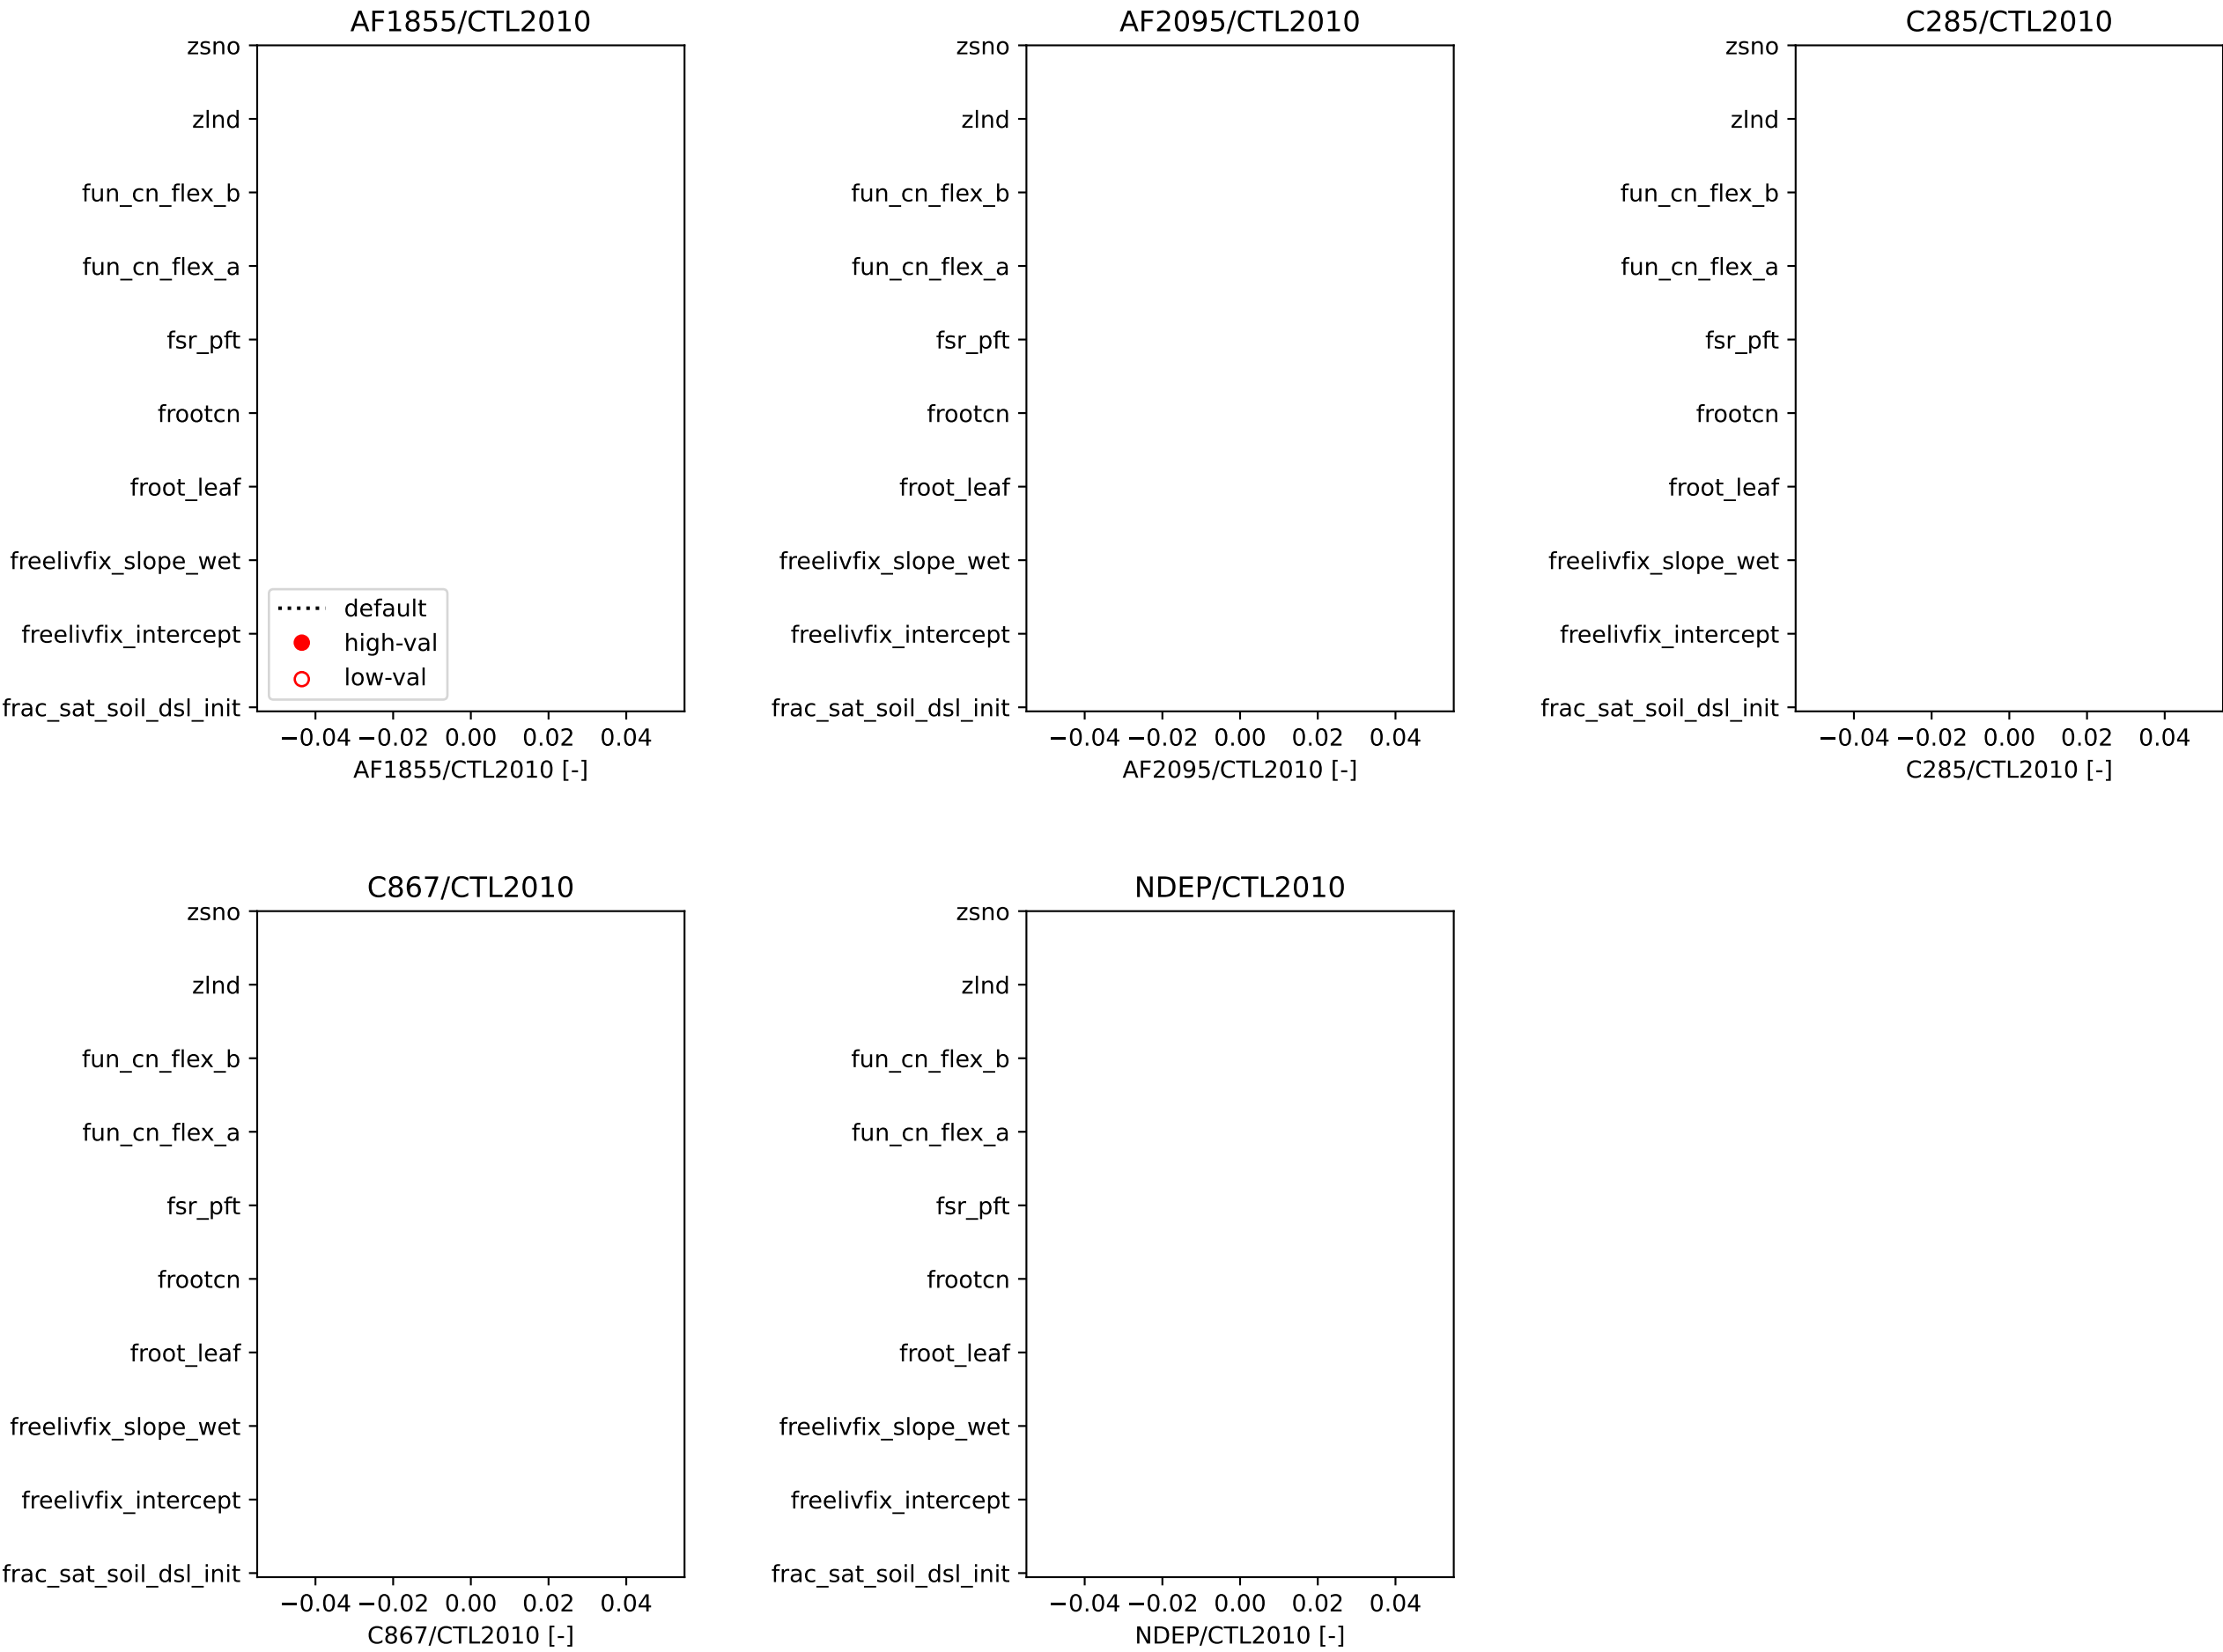 AF1855/CTL2010
zsno
zlnd
fun_cn_flex_b
fun_cn_flex_a
fsr_pft
frootcn
froot_leaf
freelivfix_slope_wet
freelivfix_intercept
frac_sat_soil_dsl_init
default
high-val
low-val
−0.04 −0.02 0.00 0.02 0.04
AF1855/CTL2010 [-]
AF2095/CTL2010
zsno
zlnd
fun_cn_flex_b
fun_cn_flex_a
fsr_pft
frootcn
froot_leaf
freelivfix_slope_wet
freelivfix_intercept
frac_sat_soil_dsl_init
−0.04 −0.02 0.00 0.02 0.04
AF2095/CTL2010 [-]
C285/CTL2010
zsno
zlnd
fun_cn_flex_b
fun_cn_flex_a
fsr_pft
frootcn
froot_leaf
freelivfix_slope_wet
freelivfix_intercept
frac_sat_soil_dsl_init
−0.04 −0.02 0.00 0.02 0.04
C285/CTL2010 [-]
C867/CTL2010
zsno
zlnd
fun_cn_flex_b
fun_cn_flex_a
fsr_pft
frootcn
froot_leaf
freelivfix_slope_wet
freelivfix_intercept
frac_sat_soil_dsl_init
−0.04 −0.02 0.00 0.02 0.04
C867/CTL2010 [-]
NDEP/CTL2010
zsno
zlnd
fun_cn_flex_b
fun_cn_flex_a
fsr_pft
frootcn
froot_leaf
freelivfix_slope_wet
freelivfix_intercept
frac_sat_soil_dsl_init
−0.04 −0.02 0.00 0.02 0.04
NDEP/CTL2010 [-]